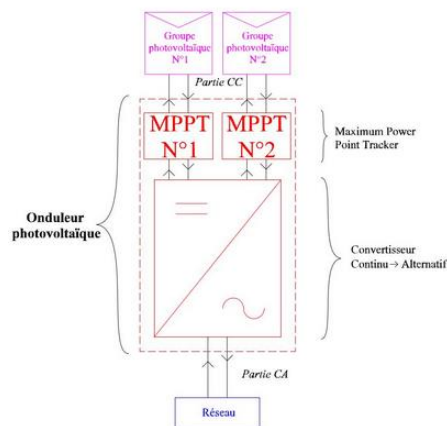 Groupe
photovoltaïque
N°1
Groupe
photovoltaïque
N°2
Partie CC
MPPT
N°1
MPPT
N°2
Maximum Power
Point Tracker
Onduleur
photovoltaïque
Convertisseur
Continu→Alternatif
Partie CA
Réseau